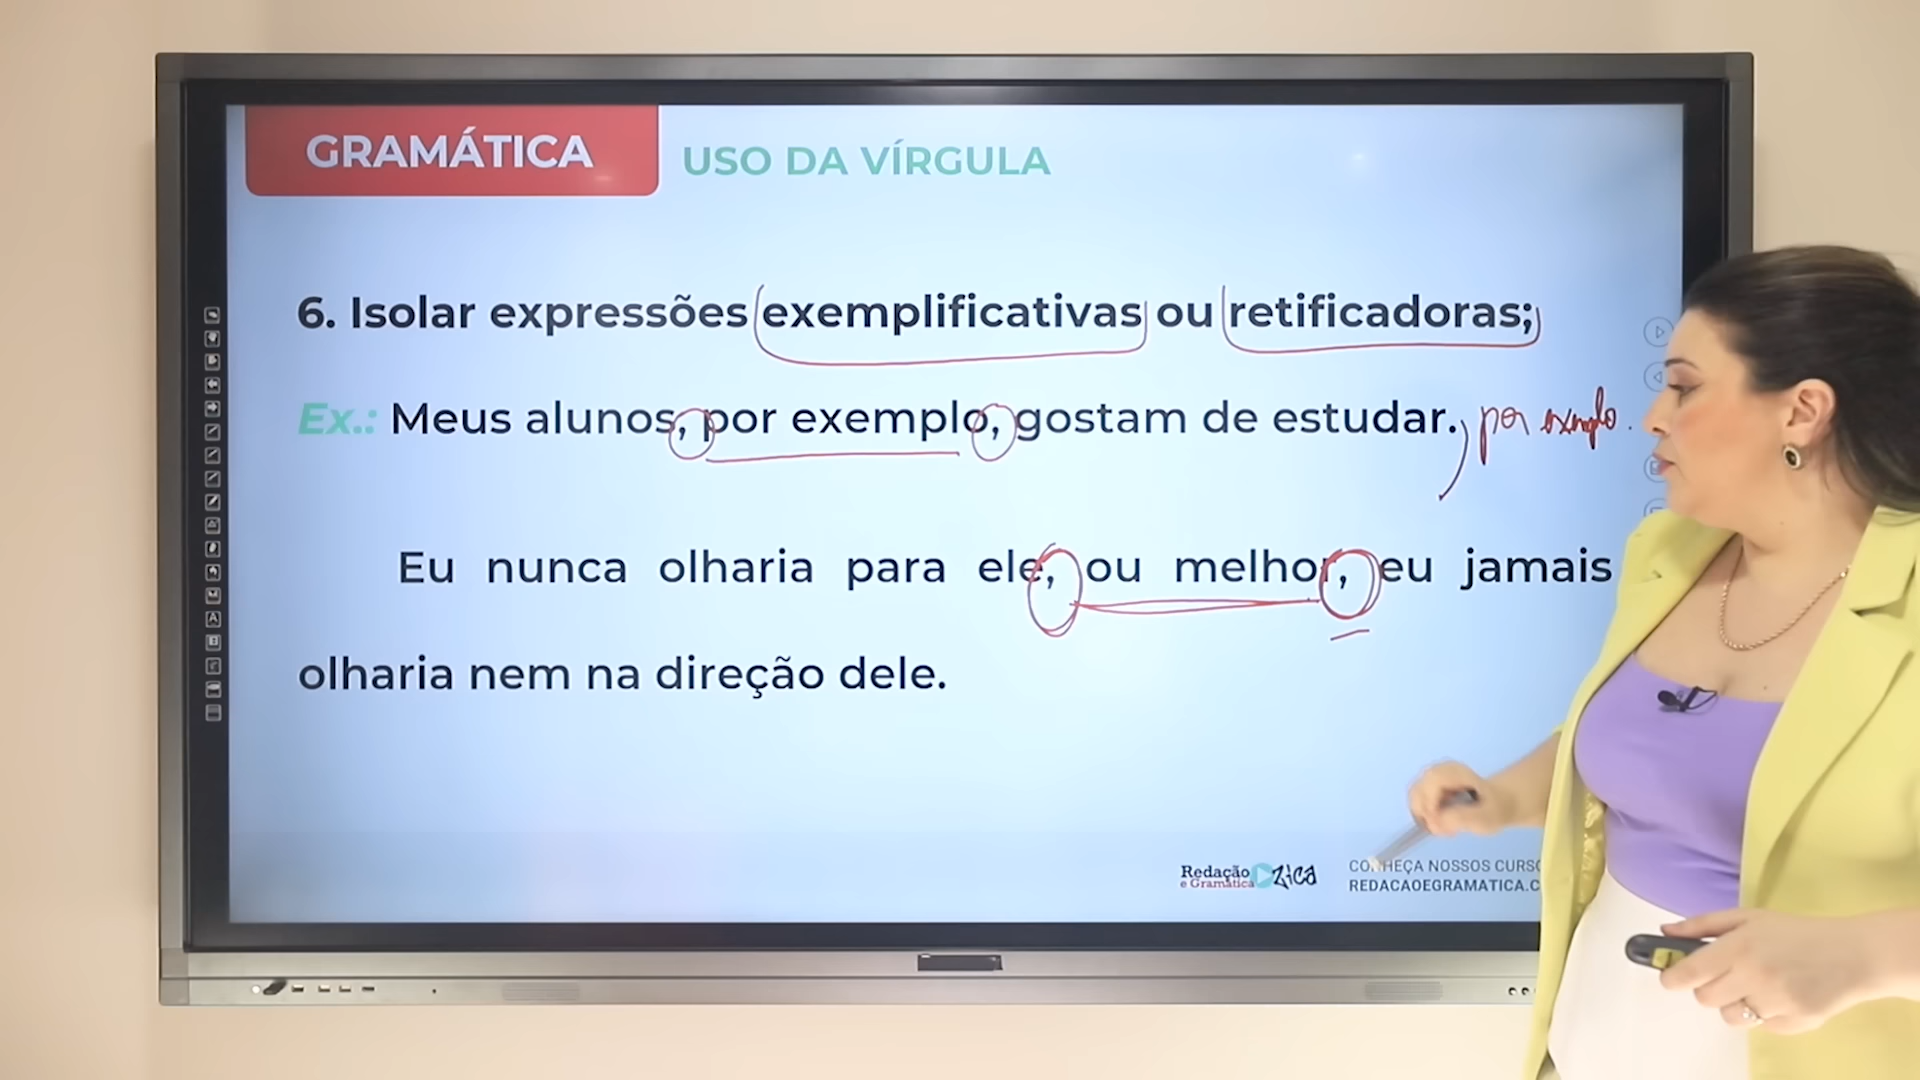 GRAMÁTICA
USO DA VÍRGULA
6. Isolar expressões exemplificativas ou retificadoras;
Ex.: Meus alunos, por exemplo, gostam de estudar. , por exemplo.
Eu nunca olharia para ele, ou melhor, eu jamais
olharia nem na direção dele.
Redação
e Gramática
Zica
CONHEÇA NOSSOS CURSO
REDACAOEGRAMATICA.C